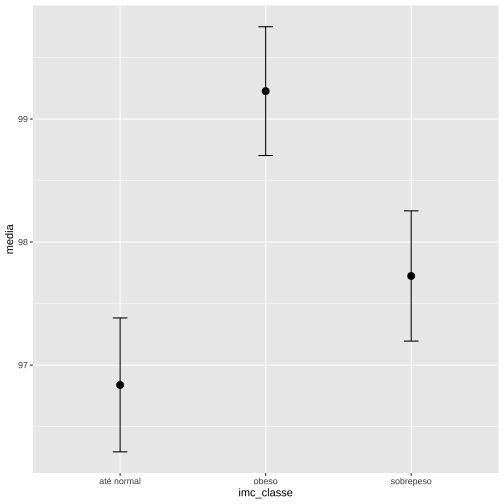 media
99
98
97
até normal
obeso
sobrepeso
imc_classe